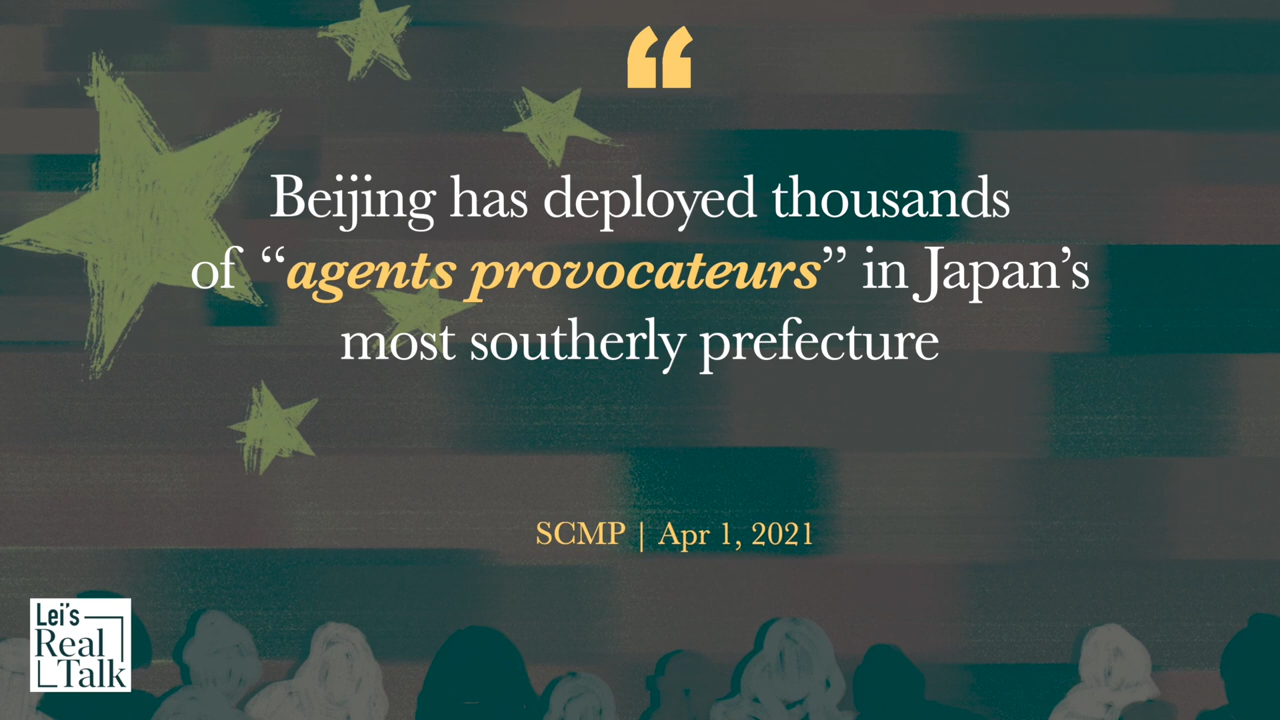 “
Beijing has deployed thousands
of “agents provocateurs” in Japan’s
most southerly prefecture
SCMP | Apr 1, 2021
Lei’s
Real
Talk